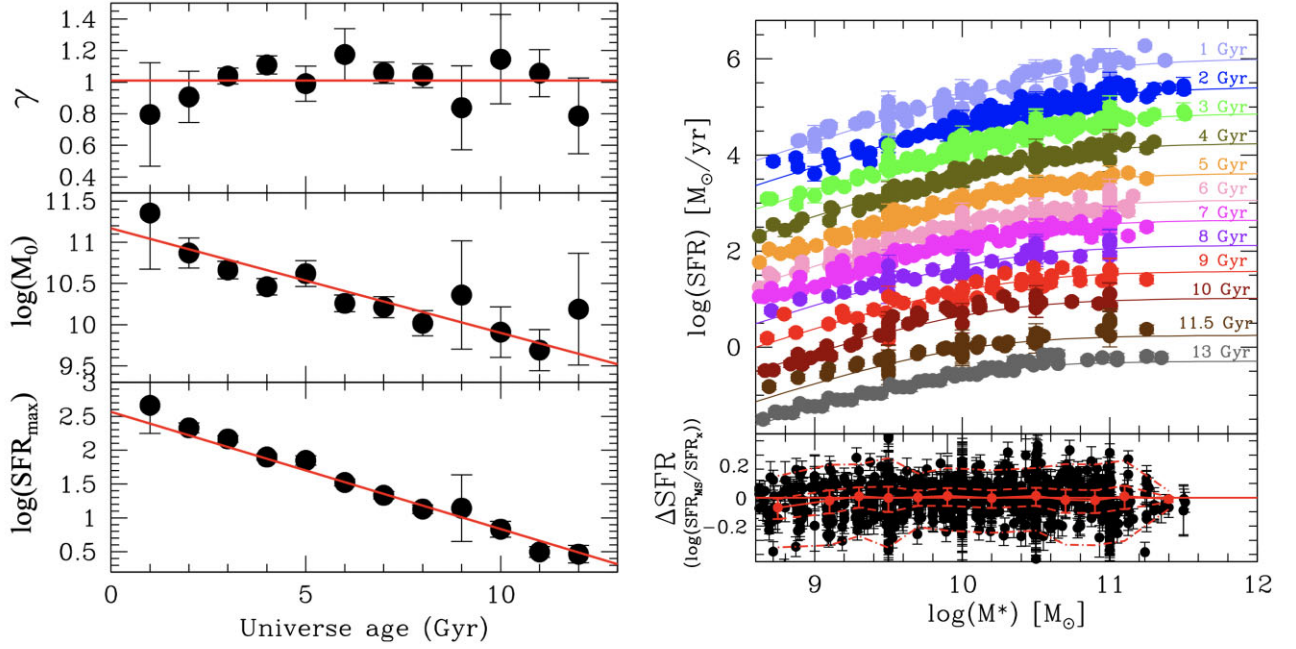 γ
1.4
1.2
1
0.8
0.6
0.4
log(M₀)
11.5
11
10.5
10
9.5
3
log(SFRmax)
2.5
2
1.5
1
0.5
0 5 10
Universe age (Gyr)
log(SFR) [M⊙/yr]
6
4
2
0
1 Gyr
2 Gyr
3 Gyr
4 Gyr
5 Gyr
6 Gyr
7 Gyr
8 Gyr
9 Gyr
10 Gyr
11.5 Gyr
13 Gyr
ΔSFR
(log(SFR_MS/SFR_x))
0.2
0
−0.2
9 10 11 12
log(M*) [M⊙]